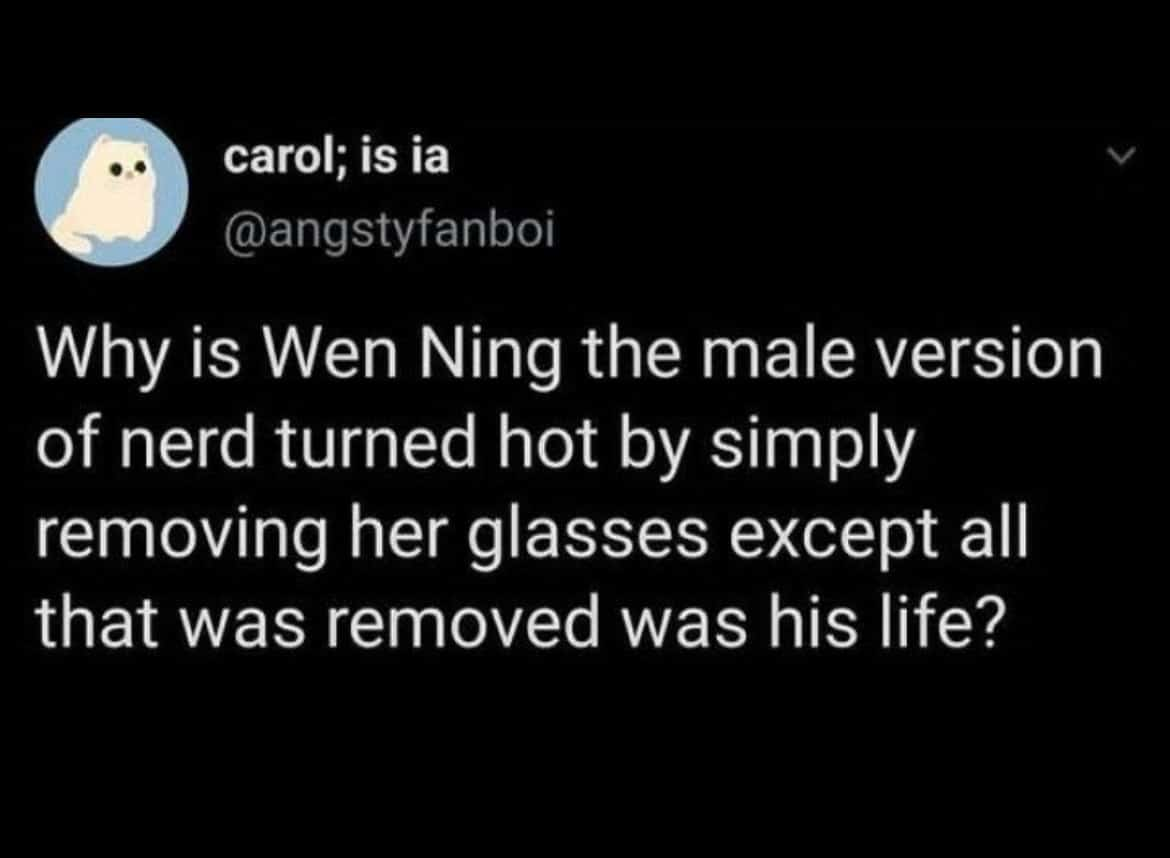 carol; is ia
@angstyfanboi
Why is Wen Ning the male version
of nerd turned hot by simply
removing her glasses except all
that was removed was his life?